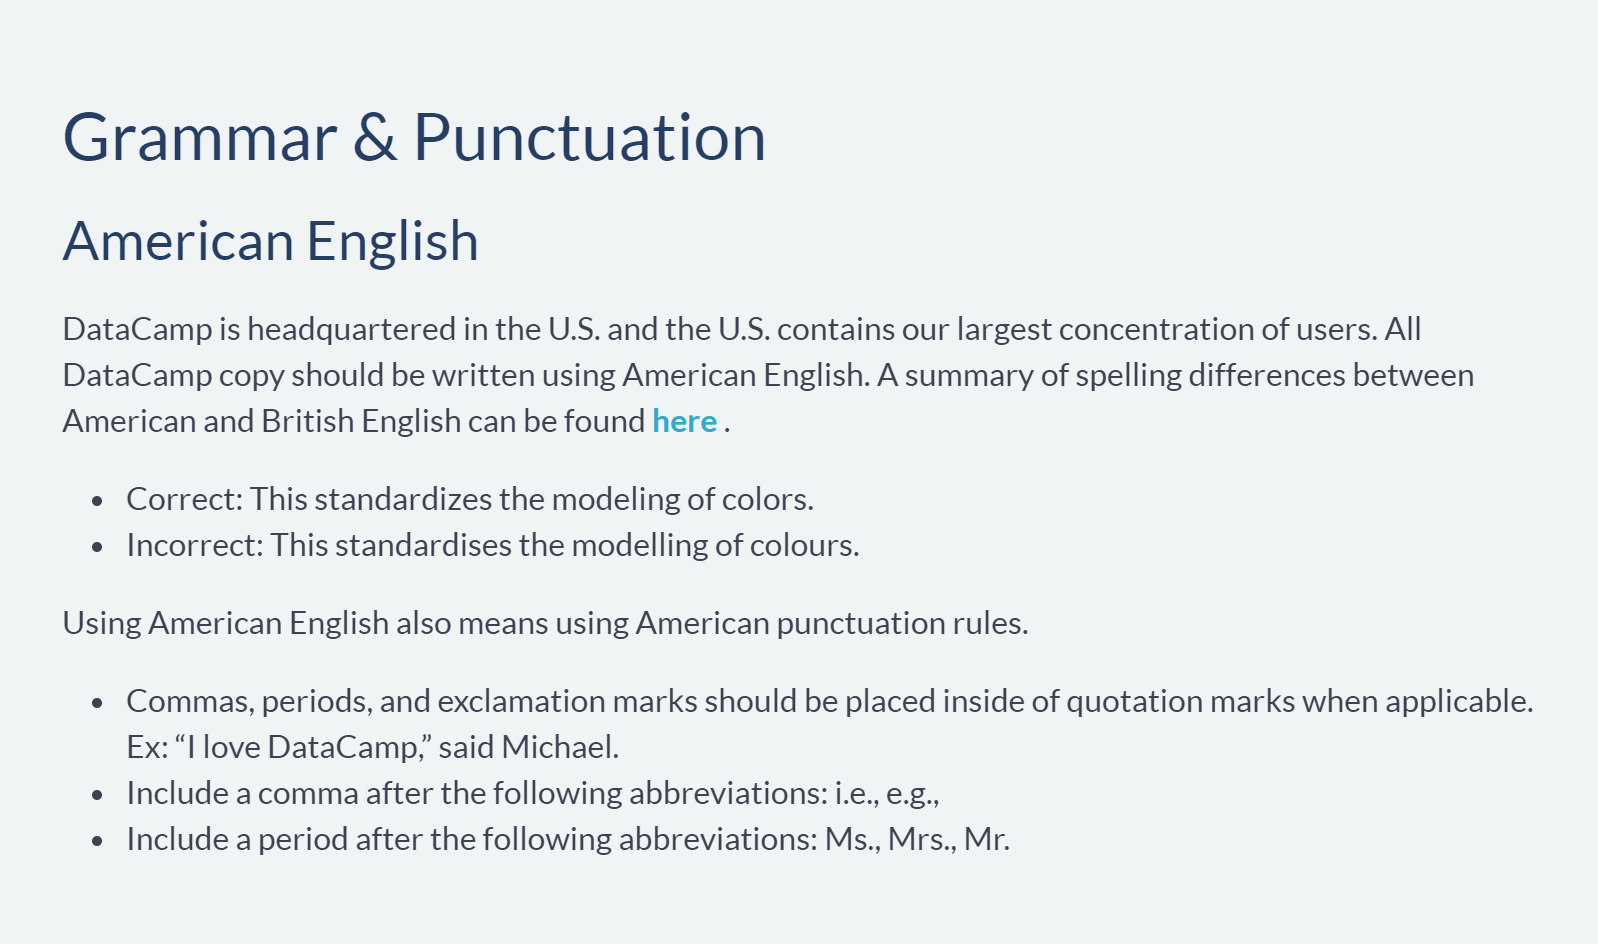 Grammar & Punctuation
American English
DataCamp is headquartered in the U.S. and the U.S. contains our largest concentration of users. All
DataCamp copy should be written using American English. A summary of spelling differences between
American and British English can be found here .
• Correct: This standardizes the modeling of colors.
• Incorrect: This standardises the modelling of colours.
Using American English also means using American punctuation rules.
• Commas, periods, and exclamation marks should be placed inside of quotation marks when applicable.
Ex: “I love DataCamp,” said Michael.
• Include a comma after the following abbreviations: i.e., e.g.,
• Include a period after the following abbreviations: Ms., Mrs., Mr.